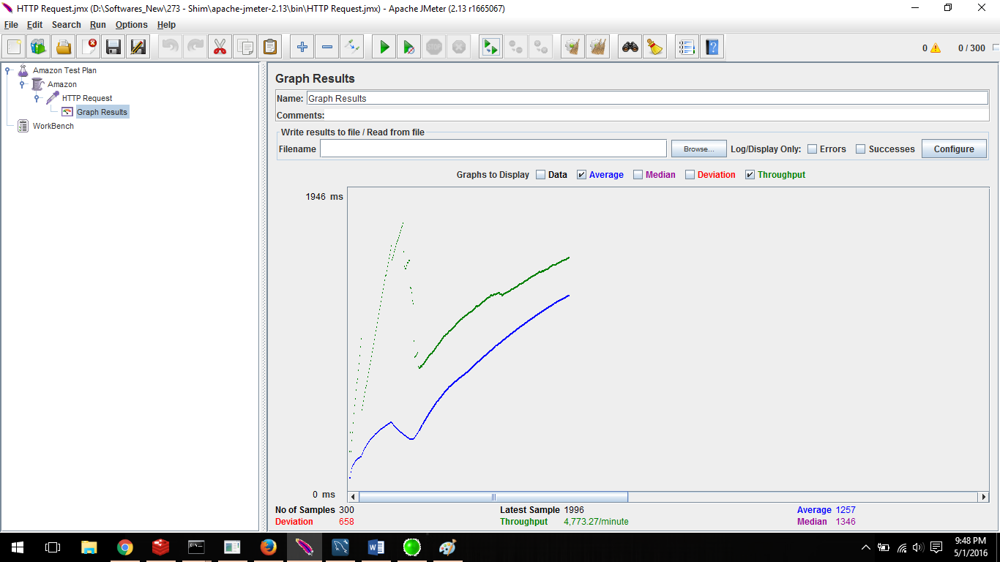 HTTP Request.jmx (D:\Softwares_New\273 - Shim\apache-jmeter-2.13\bin\HTTP Request.jmx) - Apache JMeter (2.13 r1665067)
File Edit Search Run Options Help
0 0 / 300
Amazon Test Plan
Amazon
HTTP Request
Graph Results
WorkBench
Graph Results
Name: Graph Results
Comments:
Write results to file / Read from file
Filename Browse... Log/Display Only: Errors Successes Configure
Graphs to Display Data Average Median Deviation Throughput
1946 ms
0 ms
No of Samples 300 Latest Sample 1996 Average 1257
Deviation 658 Throughput 4,773.27/minute Median 1346
9:48 PM
5/1/2016